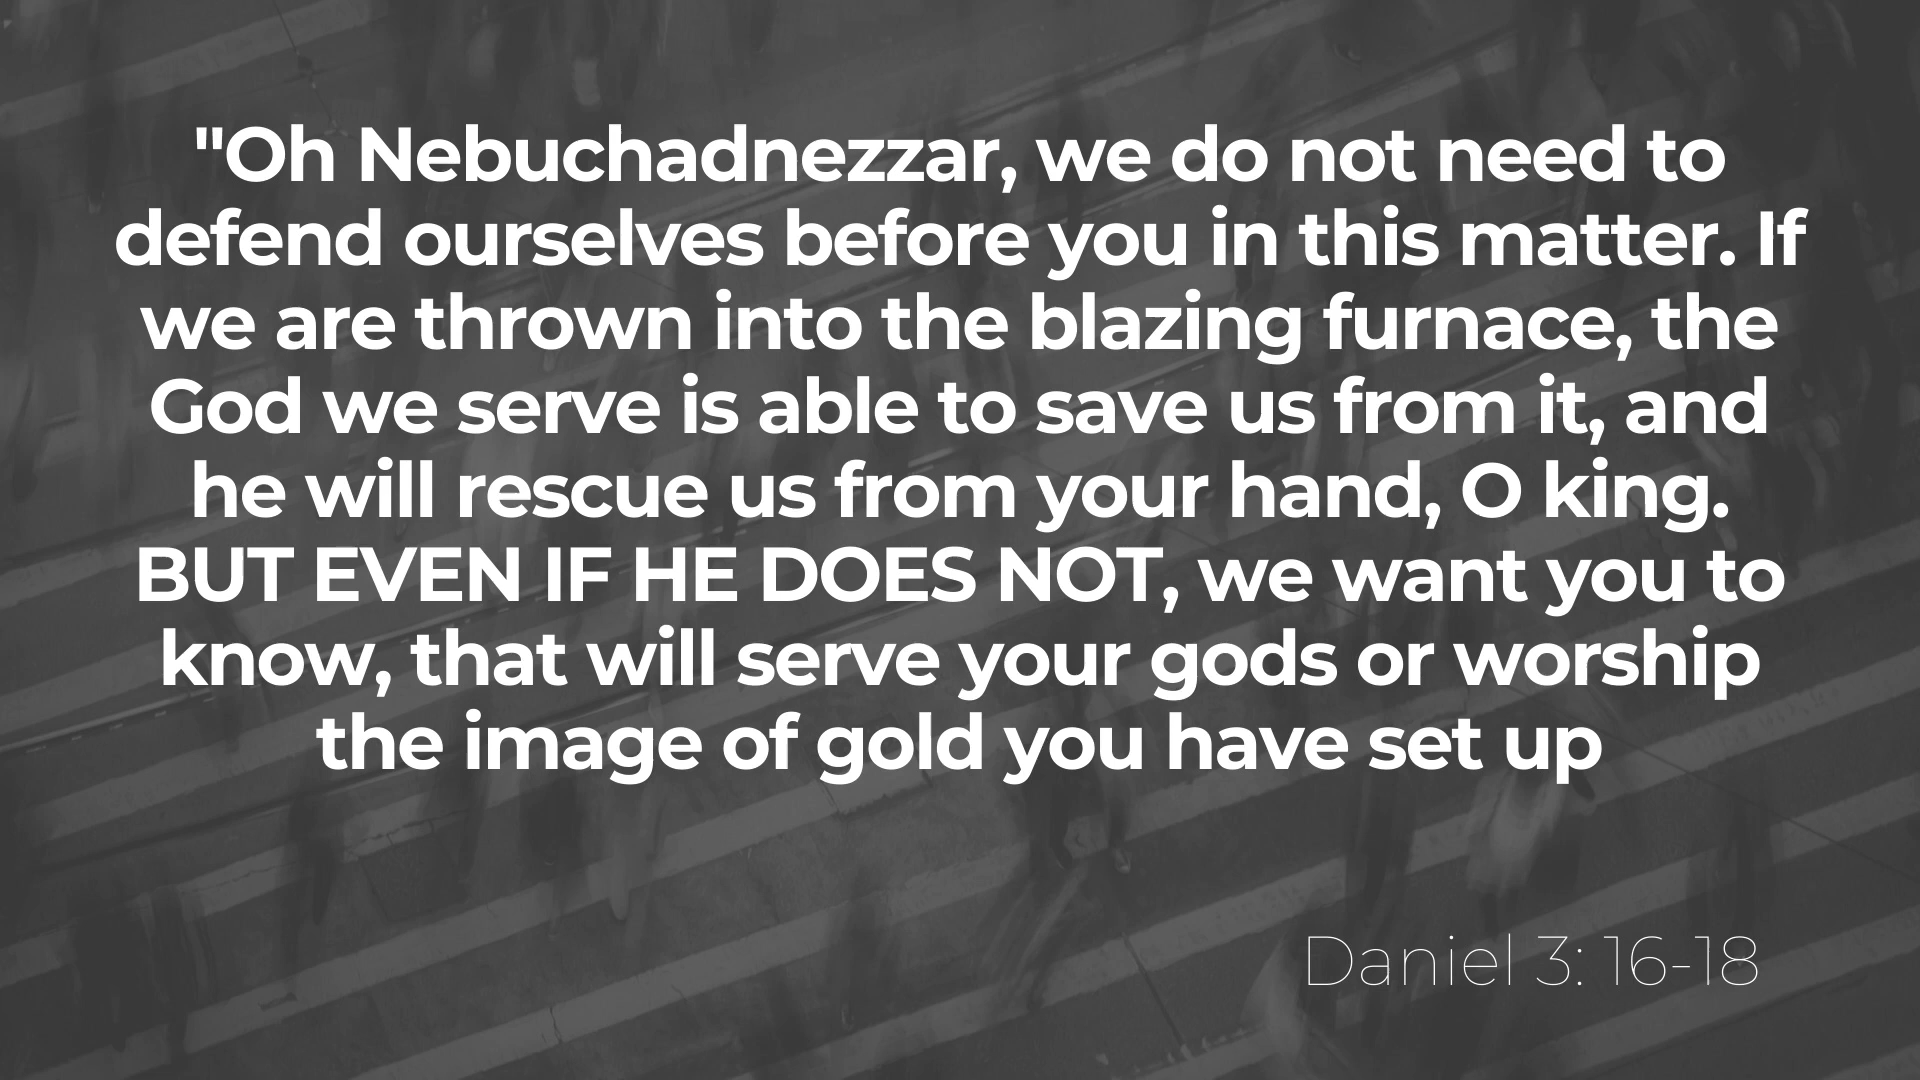 "Oh Nebuchadnezzar, we do not need to
defend ourselves before you in this matter. If
we are thrown into the blazing furnace, the
God we serve is able to save us from it, and
he will rescue us from your hand, O king.
BUT EVEN IF HE DOES NOT, we want you to
know, that will serve your gods or worship
the image of gold you have set up
Daniel 3: 16-18